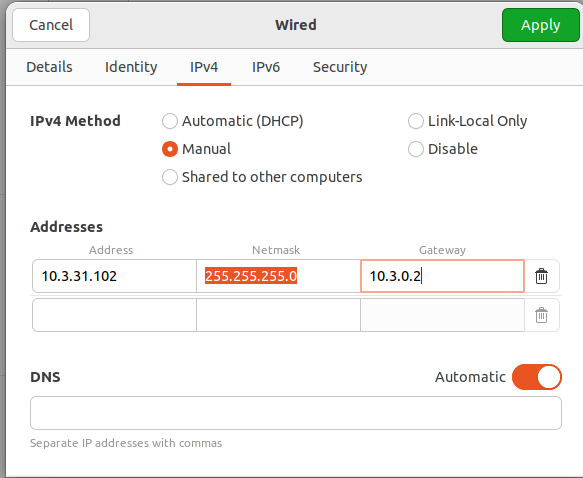 Cancel Wired Apply
Details Identity IPv4 IPv6 Security
IPv4 Method Automatic (DHCP) Link-Local Only
Manual Disable
Shared to other computers
Addresses
Address Netmask Gateway
10.3.31.102 255.255.255.0 10.3.0.2
DNS Automatic
Separate IP addresses with commas